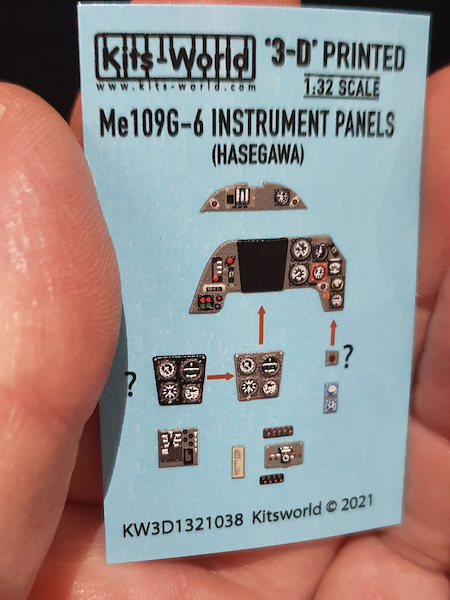 Kits-World
www.kits-world.com
"3-D" PRINTED
1:32 SCALE
Me109G-6 INSTRUMENT PANELS
(HASEGAWA)
?
?
KW3D1321038 Kitsworld © 2021